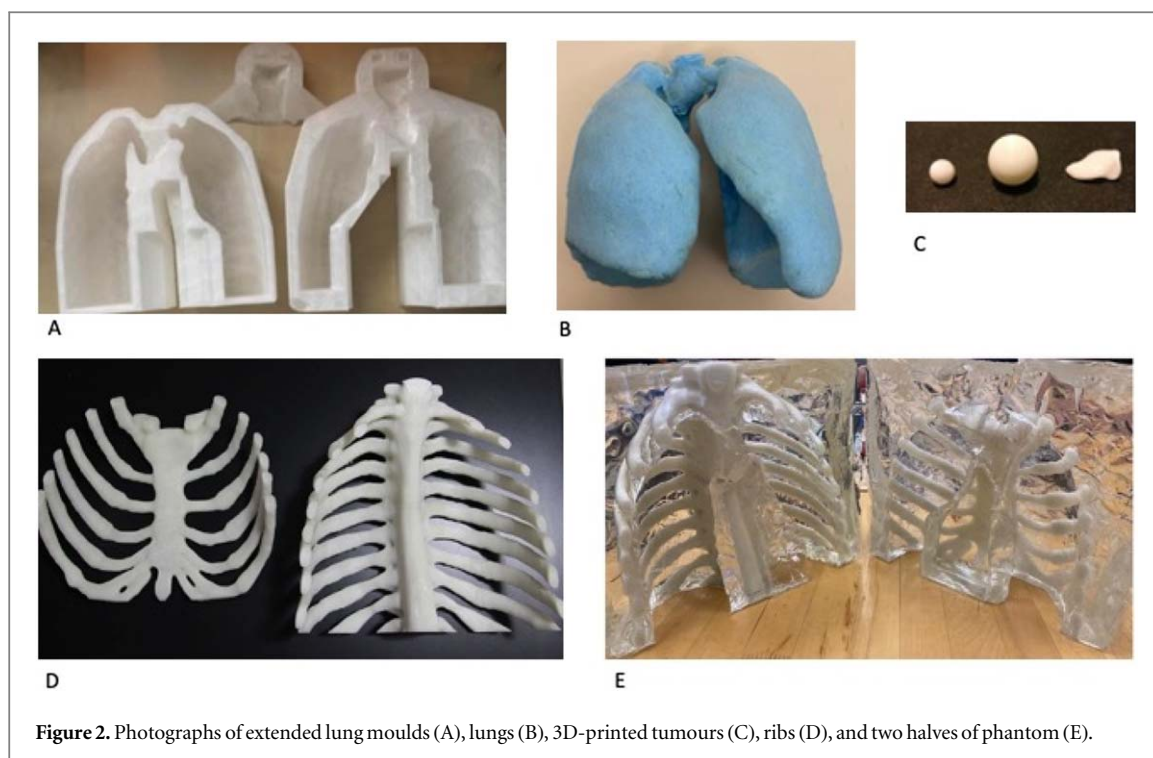 A
B
C
D
E
Figure 2. Photographs of extended lung moulds (A), lungs (B), 3D-printed tumours (C), ribs (D), and two halves of phantom (E).